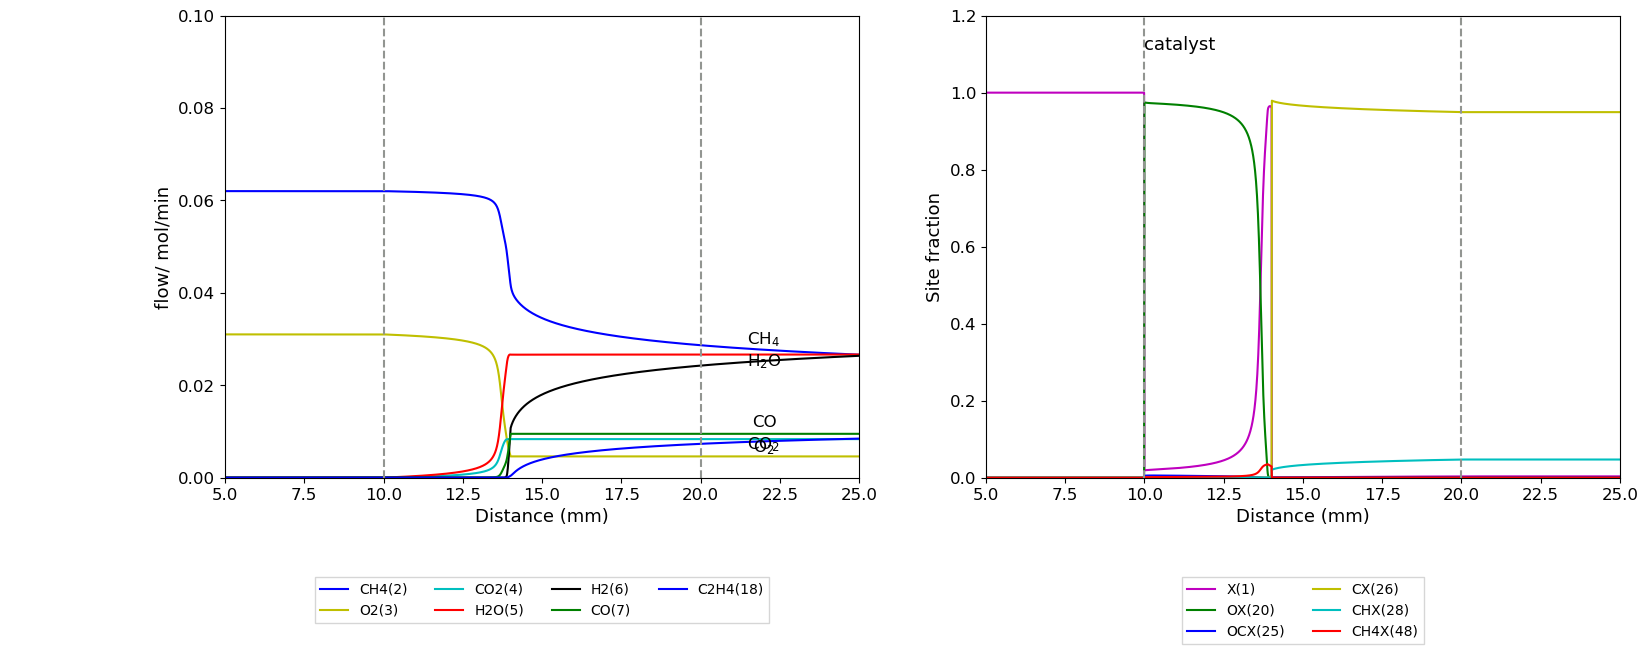 0.10
0.08
0.06
0.04
0.02
0.00
flow/ mol/min
5.0 7.5 10.0 12.5 15.0 17.5 20.0 22.5 25.0
Distance (mm)
CH₄
H₂O
CO
CO₂
O₂
CH4(2) CO2(4) H2(6) C2H4(18)
O2(3) H2O(5) CO(7)
1.2
1.0
0.8
0.6
0.4
0.2
0.0
Site fraction
catalyst
5.0 7.5 10.0 12.5 15.0 17.5 20.0 22.5 25.0
Distance (mm)
X(1) CX(26)
OX(20) CHX(28)
OCX(25) CH4X(48)